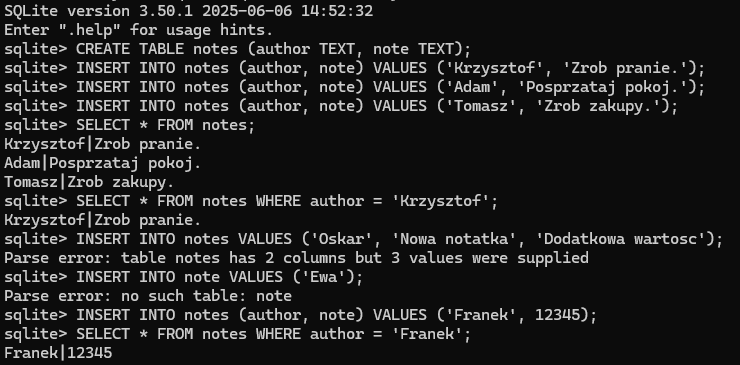 SQLite version 3.50.1 2025-06-06 14:52:32
Enter ".help" for usage hints.
sqlite> CREATE TABLE notes (author TEXT, note TEXT);
sqlite> INSERT INTO notes (author, note) VALUES ('Krzysztof', 'Zrob pranie.');
sqlite> INSERT INTO notes (author, note) VALUES ('Adam', 'Posprzataj pokoj.');
sqlite> INSERT INTO notes (author, note) VALUES ('Tomasz', 'Zrob zakupy.');
sqlite> SELECT * FROM notes;
Krzysztof|Zrob pranie.
Adam|Posprzataj pokoj.
Tomasz|Zrob zakupy.
sqlite> SELECT * FROM notes WHERE author = 'Krzysztof';
Krzysztof|Zrob pranie.
sqlite> INSERT INTO notes VALUES ('Oskar', 'Nowa notatka', 'Dodatkowa wartosc');
Parse error: table notes has 2 columns but 3 values were supplied
sqlite> INSERT INTO note VALUES ('Ewa');
Parse error: no such table: note
sqlite> INSERT INTO notes (author, note) VALUES ('Franek', 12345);
sqlite> SELECT * FROM notes WHERE author = 'Franek';
Franek|12345